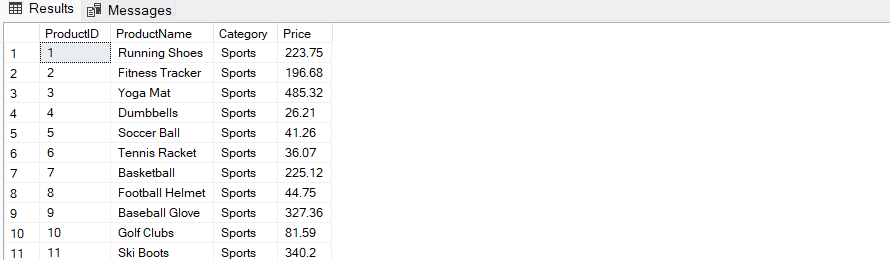 Results Messages
ProductID ProductName Category Price
1 1 Running Shoes Sports 223.75
2 2 Fitness Tracker Sports 196.68
3 3 Yoga Mat Sports 485.32
4 4 Dumbbells Sports 26.21
5 5 Soccer Ball Sports 41.26
6 6 Tennis Racket Sports 36.07
7 7 Basketball Sports 225.12
8 8 Football Helmet Sports 44.75
9 9 Baseball Glove Sports 327.36
10 10 Golf Clubs Sports 81.59
11 11 Ski Boots Sports 340.2